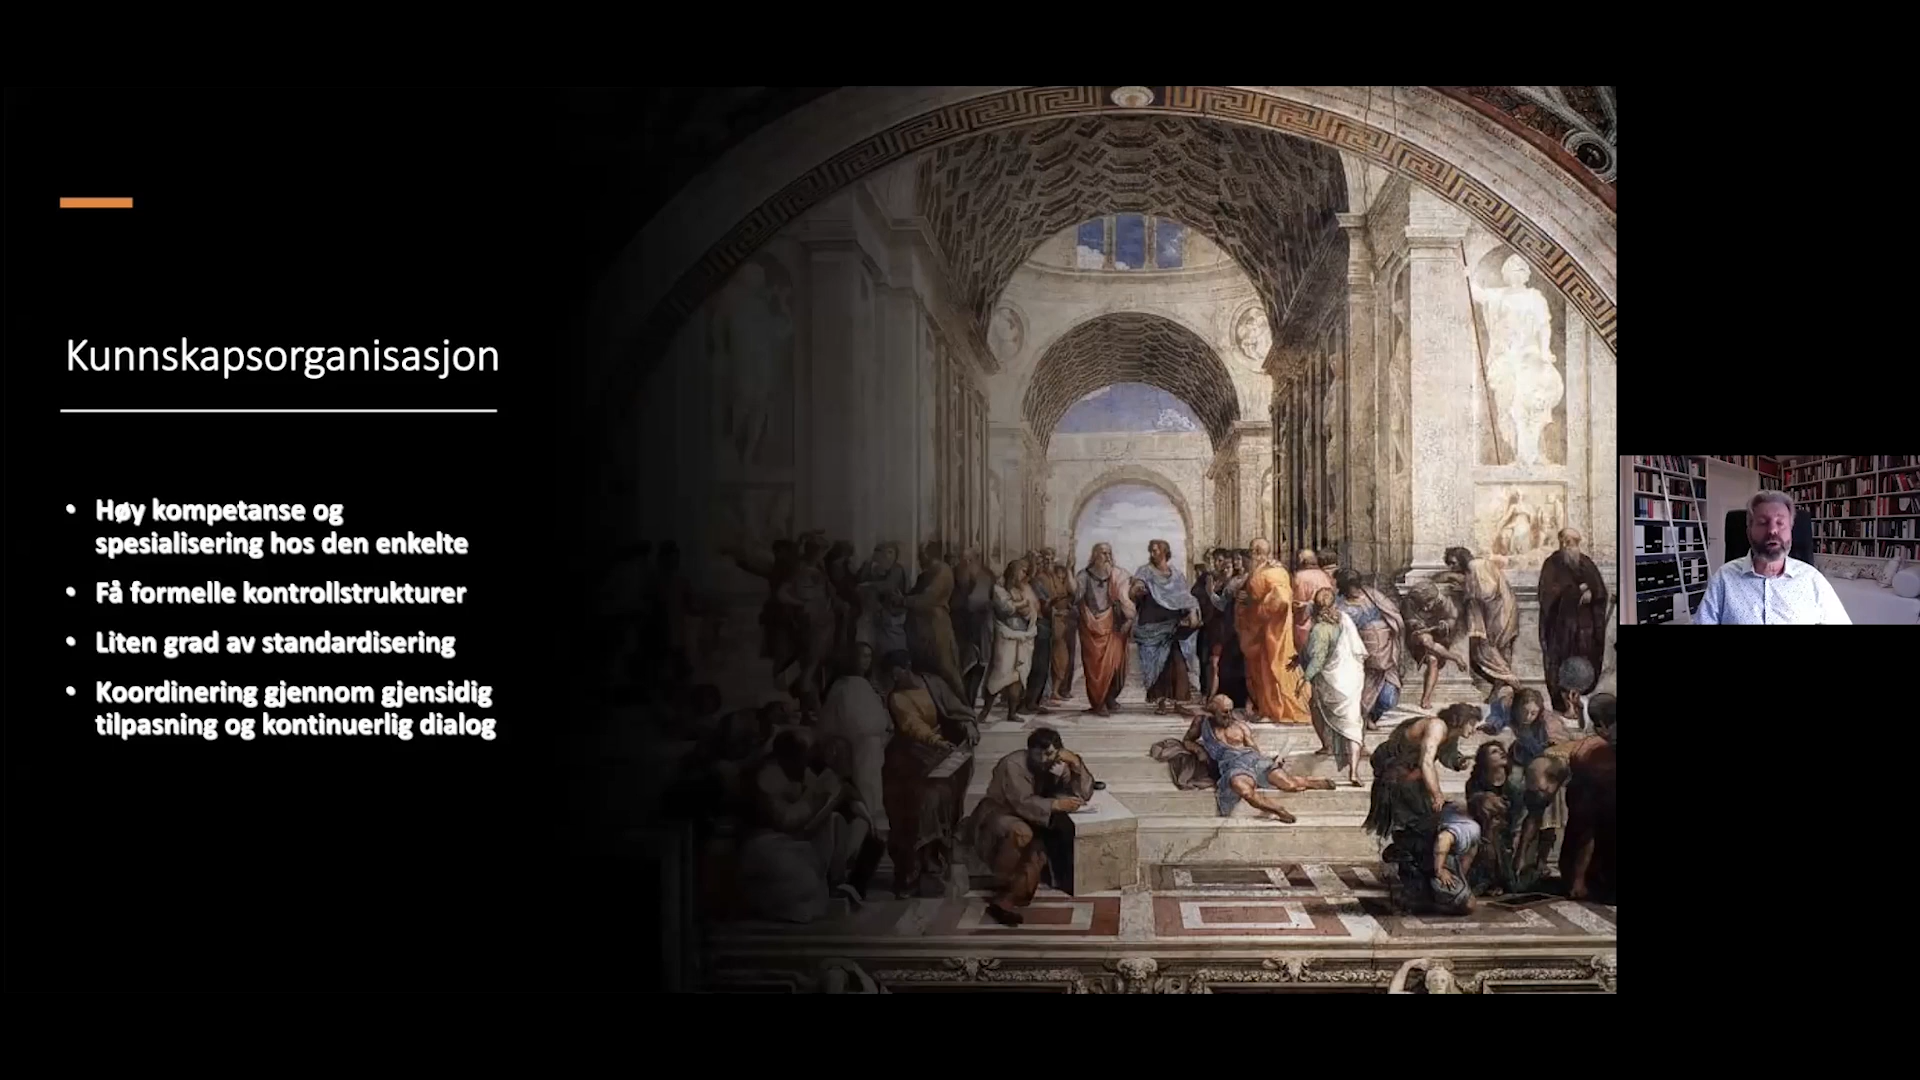 Kunnskapsorganisasjon
• Høy kompetanse og
spesialisering hos den enkelte
• Få formelle kontrollstrukturer
• Liten grad av standardisering
• Koordinering gjennom gjensidig
tilpasning og kontinuerlig dialog